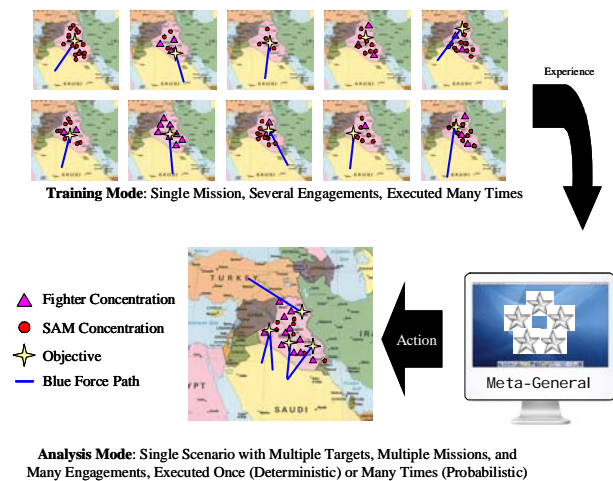 Experience
SAUDI
Training Mode: Single Mission, Several Engagements, Executed Many Times
TURKEY
IRA
EGYPT
SAUDI
Fighter Concentration
SAM Concentration
Objective
Blue Force Path
Action
Meta-General
Analysis Mode: Single Scenario with Multiple Targets, Multiple Missions, and
Many Engagements, Executed Once (Deterministic) or Many Times (Probabilistic)